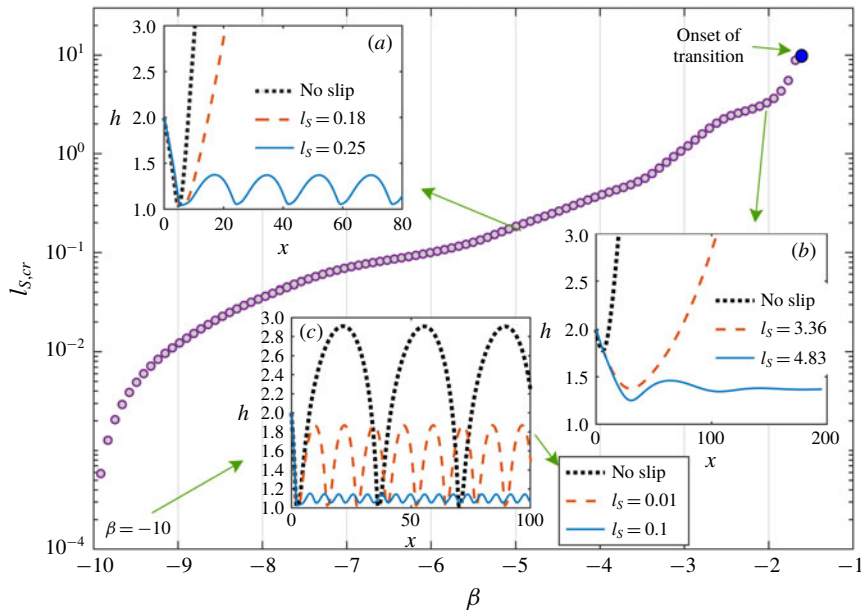 10¹
10⁰
10⁻¹
10⁻²
10⁻³
10⁻⁴
l_{S,cr}
−10
−9
−8
−7
−6
−5
−4
−3
−2
−1
β
Onset of
transition
(a)
3.0
2.5
2.0
1.5
1.0
h
No slip
l_S = 0.18
l_S = 0.25
0
20
40
60
80
x
(b)
3.0
2.5
2.0
1.5
1.0
h
No slip
l_S = 3.36
l_S = 4.83
0
100
200
x
(c)
3.0
2.8
2.6
2.4
2.2
2.0
1.8
1.6
1.4
1.2
1.0
h
0
50
100
x
No slip
l_S = 0.01
l_S = 0.1
β = −10